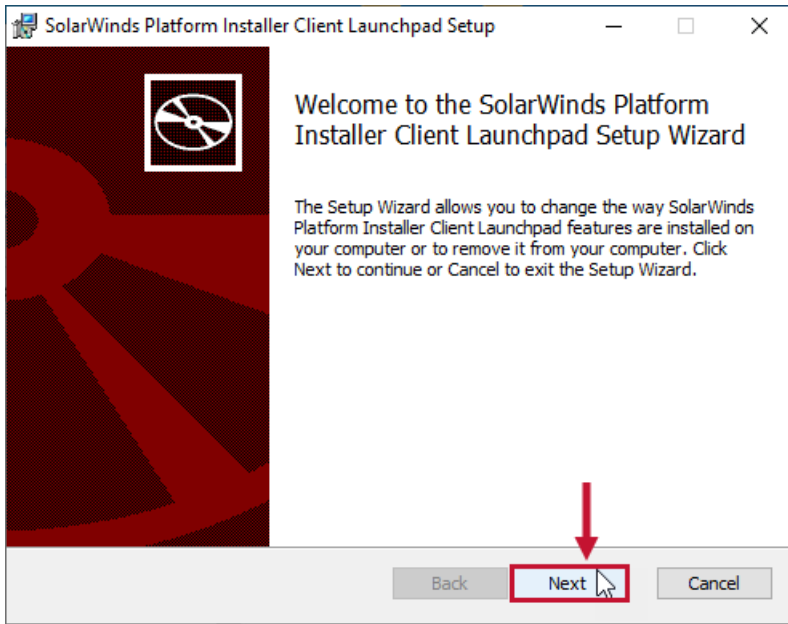 SolarWinds Platform Installer Client Launchpad Setup
Welcome to the SolarWinds Platform
Installer Client Launchpad Setup Wizard
The Setup Wizard allows you to change the way SolarWinds
Platform Installer Client Launchpad features are installed on
your computer or to remove it from your computer. Click
Next to continue or Cancel to exit the Setup Wizard.
Back Next Cancel